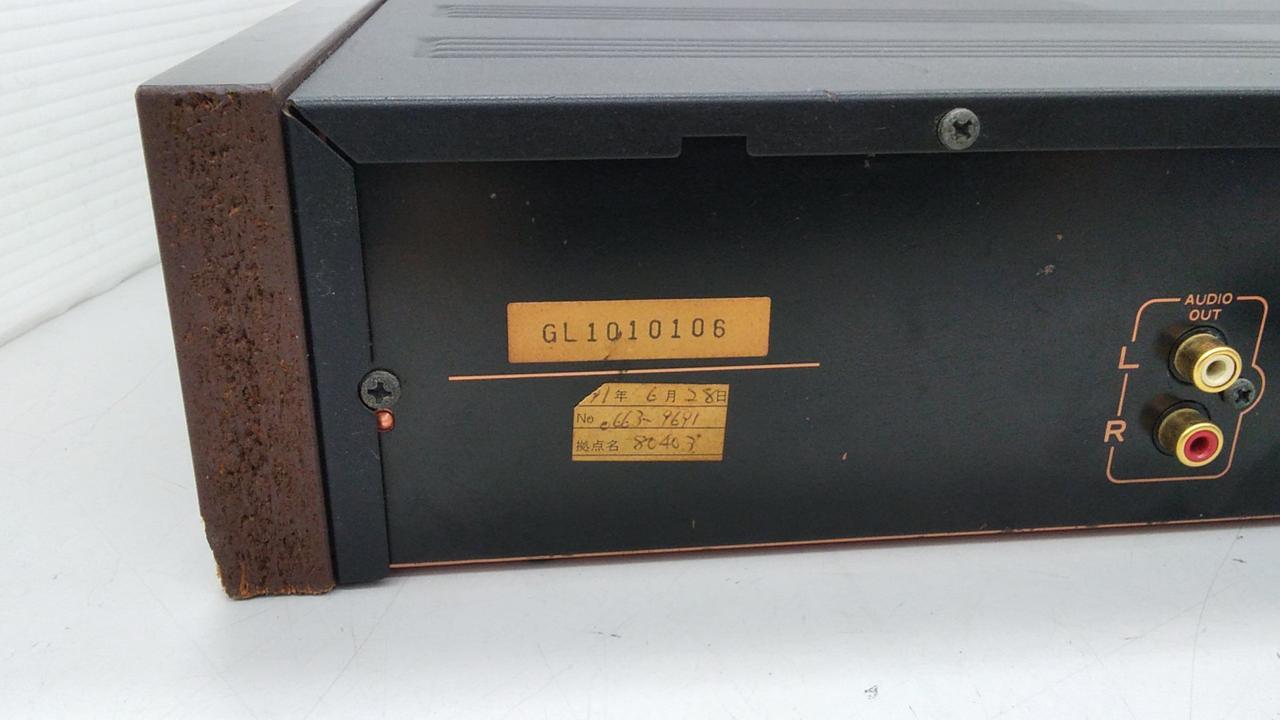 GL1010106
91年 6月 28日
No 663-9691
拠点名 80403
AUDIO
OUT
L
R